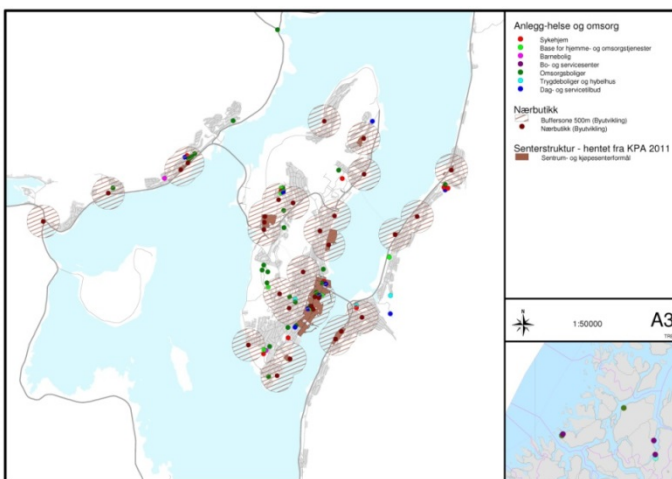 Anlegg-helse og omsorg
Sykehjem
Base for hjemme- og omsorgstjenester
Barnebolig
Bo- og servicesenter
Omsorgsboliger
Trygdeboliger og hybelhus
Dag- og servicetilbud
Nærbutikk
Buffersone 500m (Byutvikling)
Nærbutikk (Byutvikling)
Senterstruktur - hentet fra KPA 2011
Sentrum- og kjøpesenterformål
N
1:50000
A3